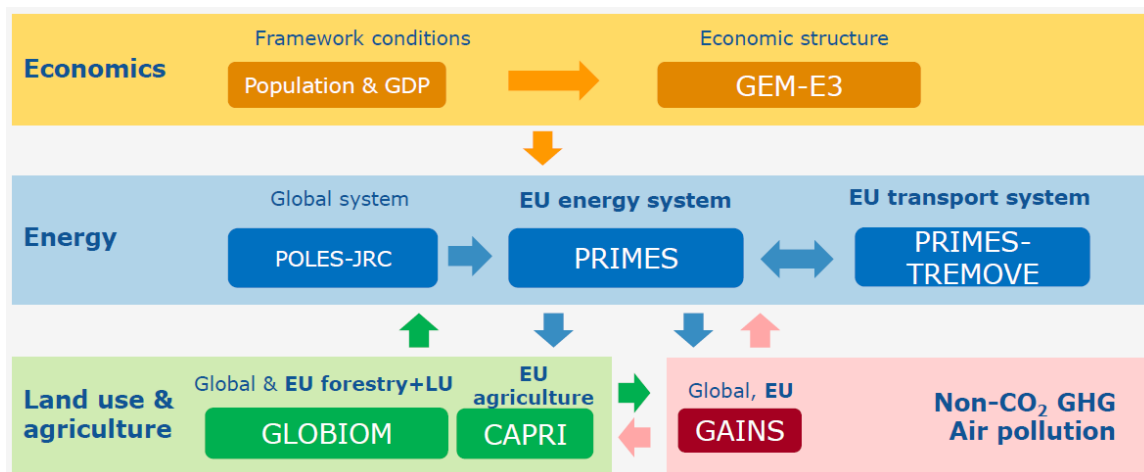 Framework conditions
Economic structure
Economics
Population & GDP
GEM-E3
Global system
EU energy system
EU transport system
Energy
POLES-JRC
PRIMES
PRIMES-
TREMOVE
Land use &
agriculture
Global & EU forestry+LU
EU
agriculture
GLOBIOM
CAPRI
Global, EU
GAINS
Non-CO₂ GHG
Air pollution